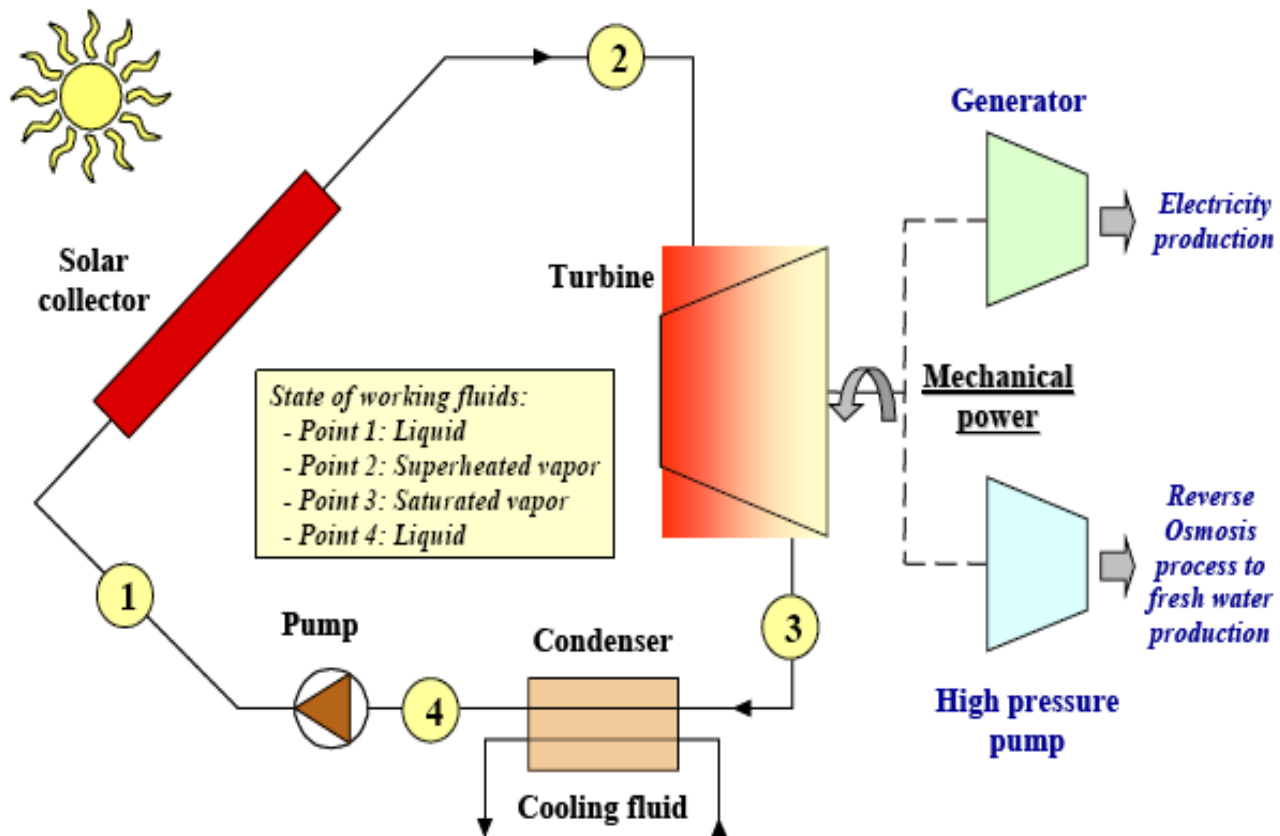 2
Generator
Electricity
production
Solar
collector
Turbine
Mechanical
power
State of working fluids:
- Point 1: Liquid
- Point 2: Superheated vapor
- Point 3: Saturated vapor
- Point 4: Liquid
Reverse
Osmosis
process to
fresh water
production
1
Pump
Condenser
3
4
High pressure
pump
Cooling fluid